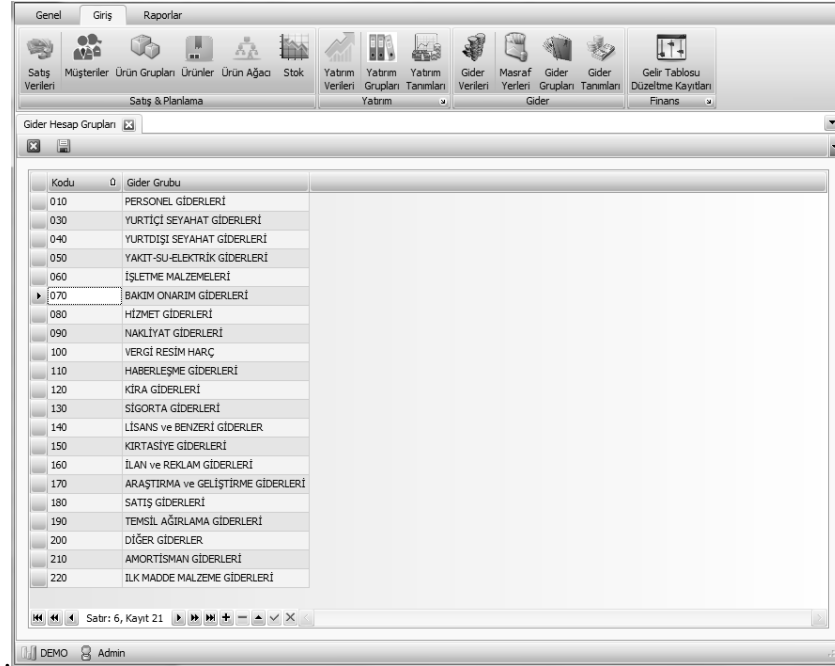 Genel Giriş Raporlar
Satış Verileri Müşteriler Ürün Grupları Ürünler Ürün Ağacı Stok Yatırım Verileri Yatırım Grupları Yatırım Tanımları Gider Verileri Masraf Yerleri Gider Grupları Gider Tanımları Gelir Tablosu Düzeltme Kayıtları
Satış & Planlama Yatırım Gider Finans
Gider Hesap Grupları
Kodu Gider Grubu
010 PERSONEL GİDERLERİ
030 YURTİÇİ SEYAHAT GİDERLERİ
040 YURTDIŞI SEYAHAT GİDERLERİ
050 YAKIT-SU-ELEKTRİK GİDERLERİ
060 İŞLETME MALZEMELERİ
070 BAKIM ONARIM GİDERLERİ
080 HİZMET GİDERLERİ
090 NAKLİYAT GİDERLERİ
100 VERGİ RESİM HARÇ
110 HABERLEŞME GİDERLERİ
120 KİRA GİDERLERİ
130 SİGORTA GİDERLERİ
140 LİSANS ve BENZERİ GİDERLER
150 KIRTASİYE GİDERLERİ
160 İLAN ve REKLAM GİDERLERİ
170 ARAŞTIRMA ve GELİŞTİRME GİDERLERİ
180 SATIŞ GİDERLERİ
190 TEMSİL AĞIRLAMA GİDERLERİ
200 DİĞER GİDERLER
210 AMORTİSMAN GİDERLERİ
220 ILK MADDE MALZEME GİDERLERİ
Satır: 6, Kayıt 21
DEMO Admin